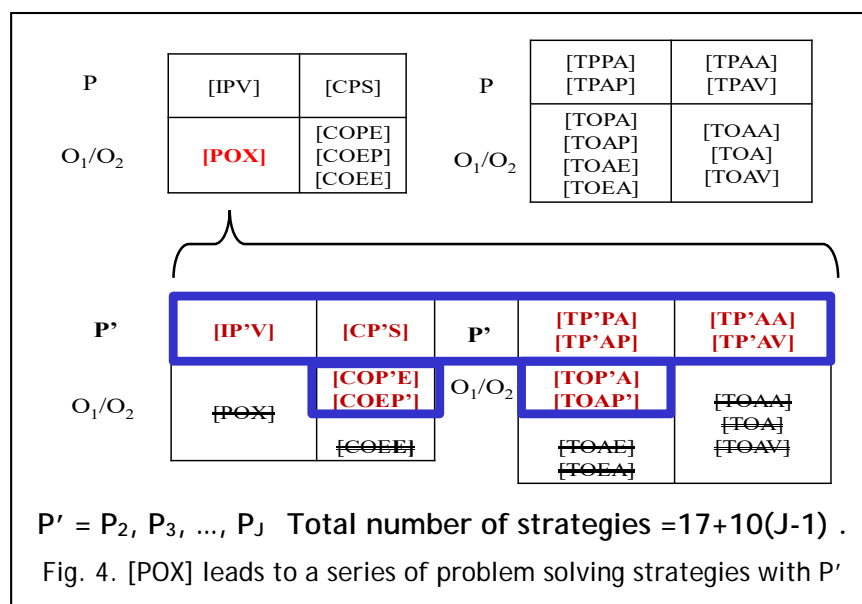 P [IPV] [CPS] P [TPPA] [TPAA]
[TPAP] [TPAV]
O₁/O₂ [POX] [COPE] O₁/O₂ [TOPA] [TOAA]
[COEP] [TOAP] [TOA]
[COEE] [TOAE] [TOAV]
[TOEA]
P' [IP'V] [CP'S] P' [TP'PA] [TP'AA]
[TP'AP] [TP'AV]
O₁/O₂ [POX] [COP'E] O₁/O₂ [TOP'A] [TOAA]
[COEP'] [TOAP'] [TOA]
[COEE] [TOAE] [TOAV]
[TOEA]
P' = P₂, P₃, ..., PJ Total number of strategies =17+10(J-1) .
Fig. 4. [POX] leads to a series of problem solving strategies with P'